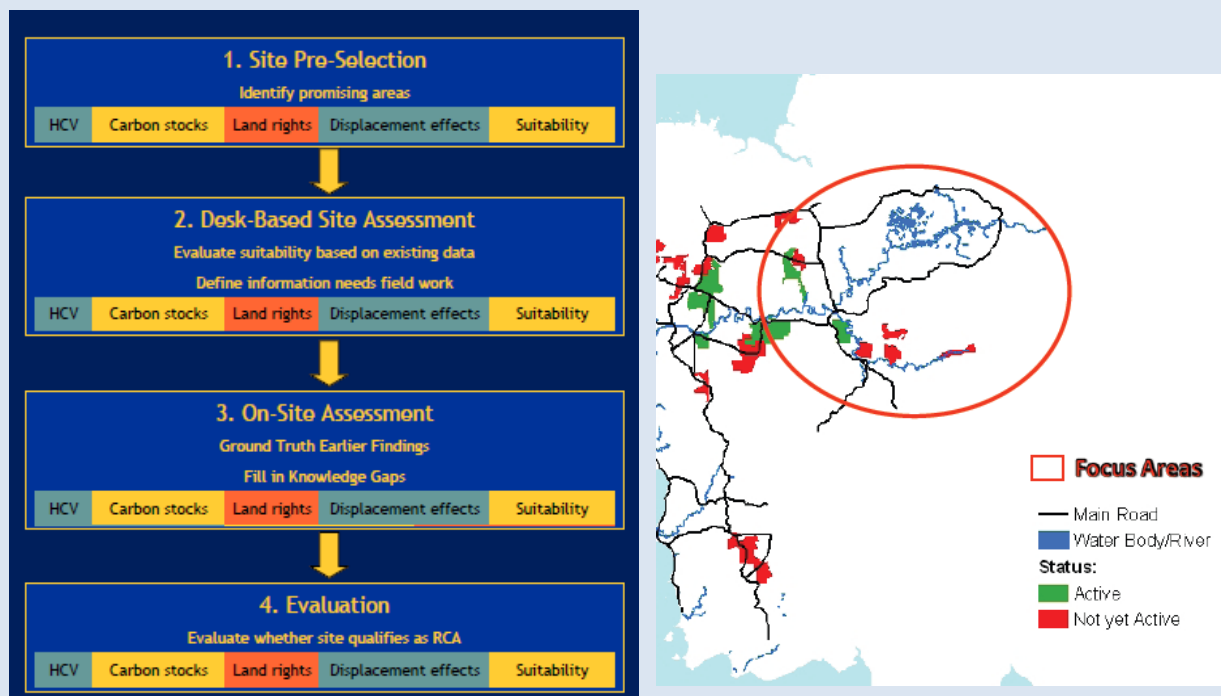 1. Site Pre-Selection
Identify promising areas
HCV Carbon stocks Land rights Displacement effects Suitability
2. Desk-Based Site Assessment
Evaluate suitability based on existing data
Define information needs field work
HCV Carbon stocks Land rights Displacement effects Suitability
3. On-Site Assessment
Ground Truth Earlier Findings
Fill in Knowledge Gaps
HCV Carbon stocks Land rights Displacement effects Suitability
4. Evaluation
Evaluate whether site qualifies as RCA
HCV Carbon stocks Land rights Displacement effects Suitability
Focus Areas
Main Road
Water Body/River
Status:
Active
Not yet Active